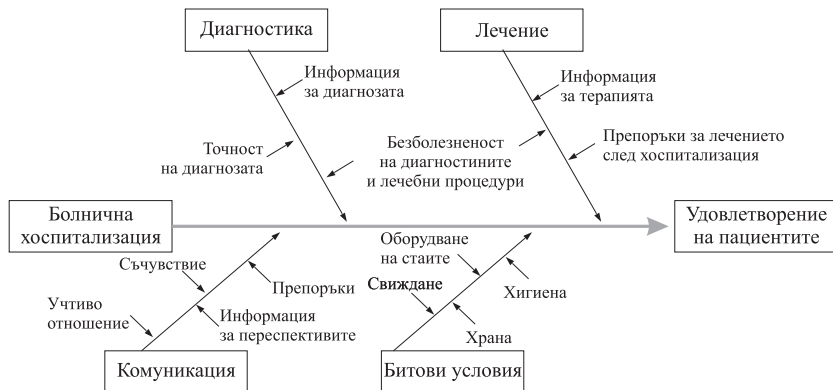 Диагностика
Лечение
Информация
за диагнозата
Информация
за терапията
Точност
на диагнозата
Безболезненост
на диагностините
и лечебни процедури
Препоръки за лечението
след хоспитализация
Болнична
хоспитализация
Удовлетворение
на пациентите
Съчувствие
Препоръки
Учтиво
отношение
Информация
за переспективите
Оборудване
на стаите
Свиждане
Хигиена
Храна
Комуникация
Битови условия